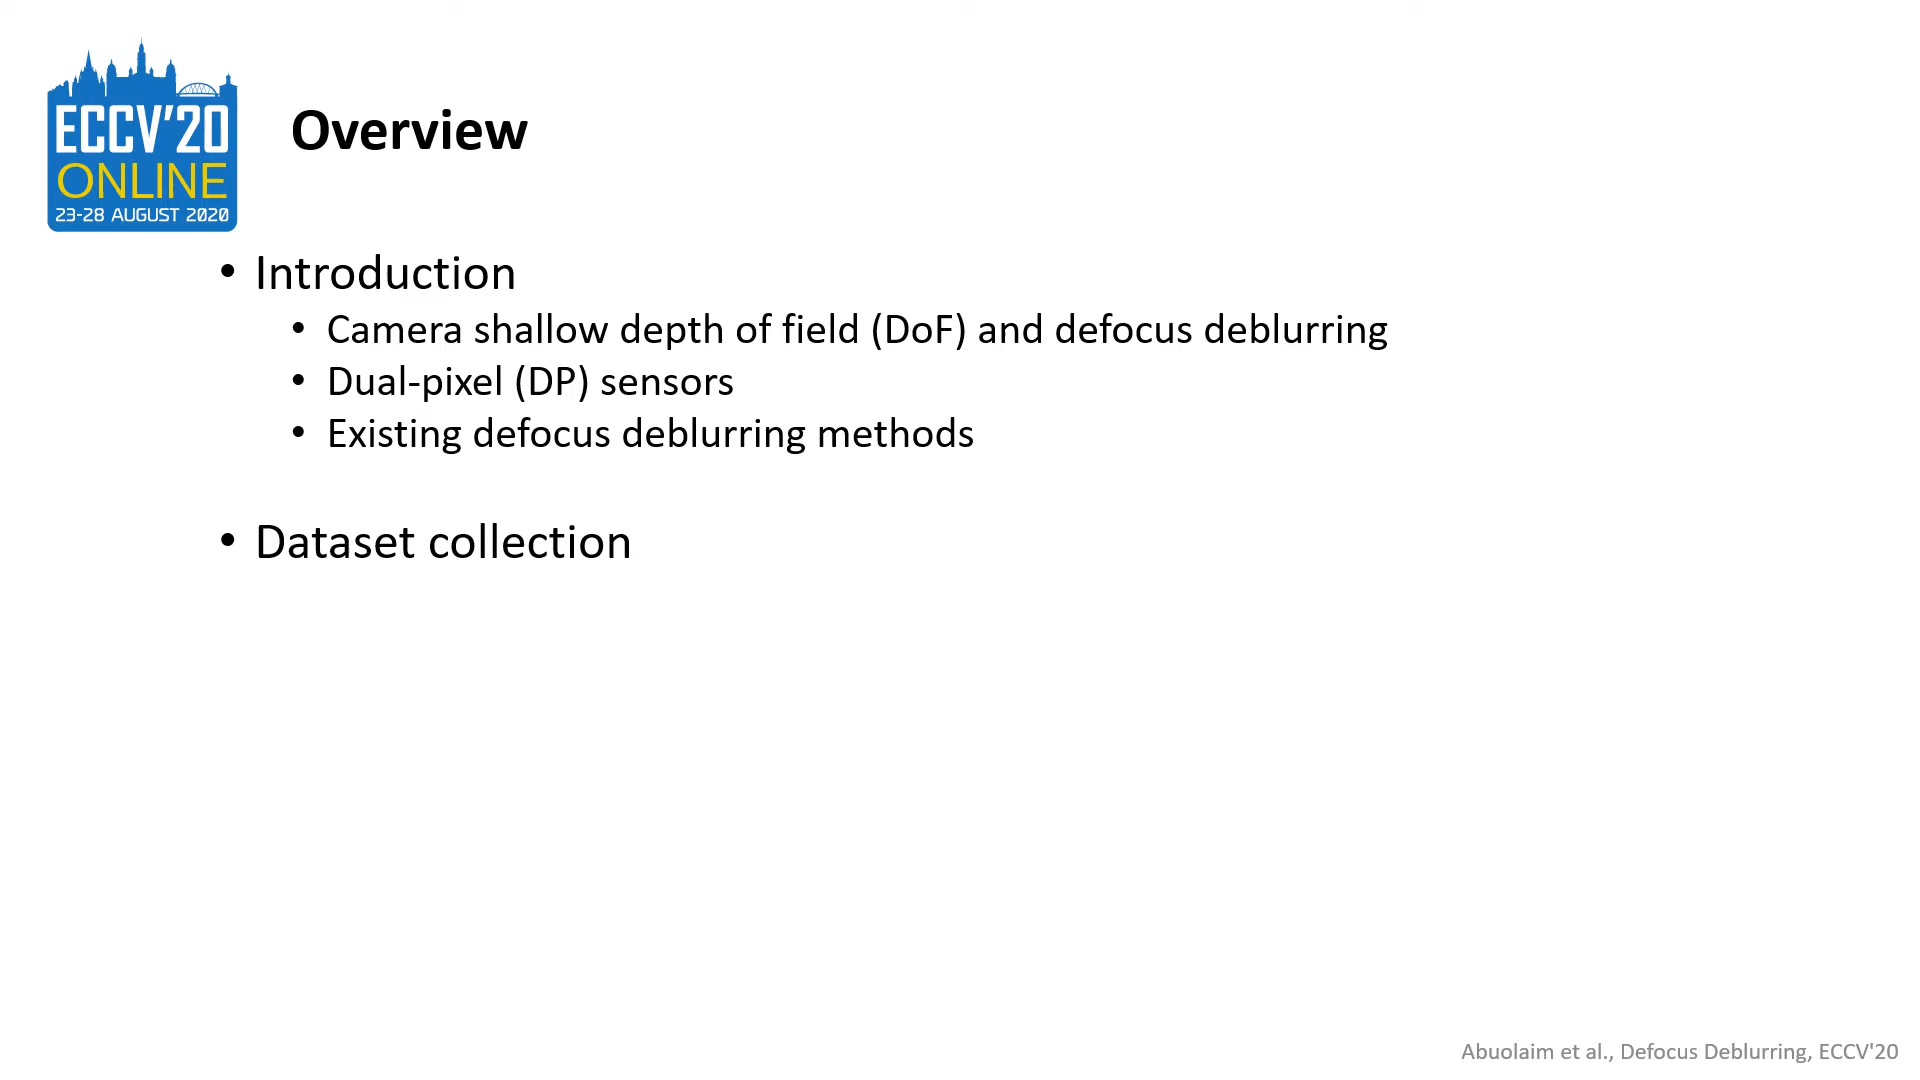 ECCV'20
ONLINE
23-28 AUGUST 2020
Overview
• Introduction
• Camera shallow depth of field (DoF) and defocus deblurring
• Dual-pixel (DP) sensors
• Existing defocus deblurring methods
• Dataset collection
Abuolaim et al., Defocus Deblurring, ECCV'20